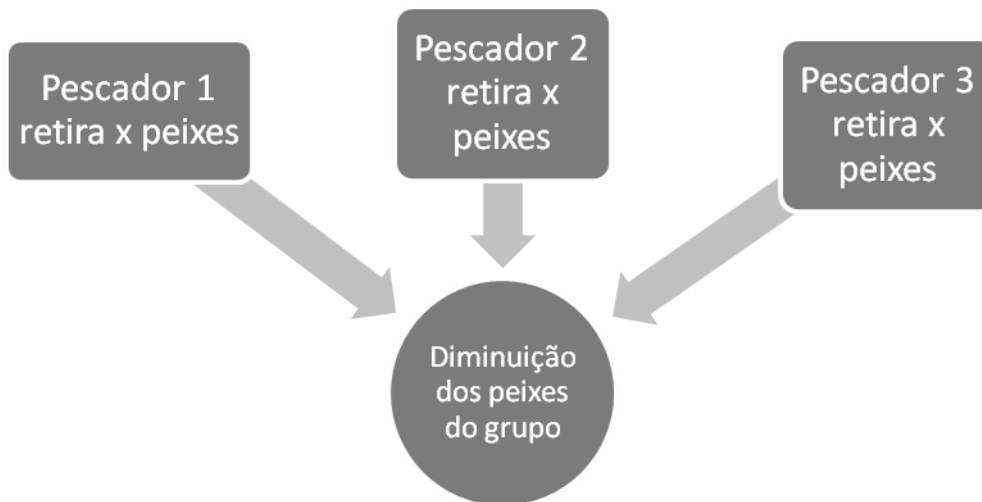 Pescador 1
retira x peixes
Pescador 2
retira x
peixes
Pescador 3
retira x
peixes
Diminuição
dos peixes
do grupo